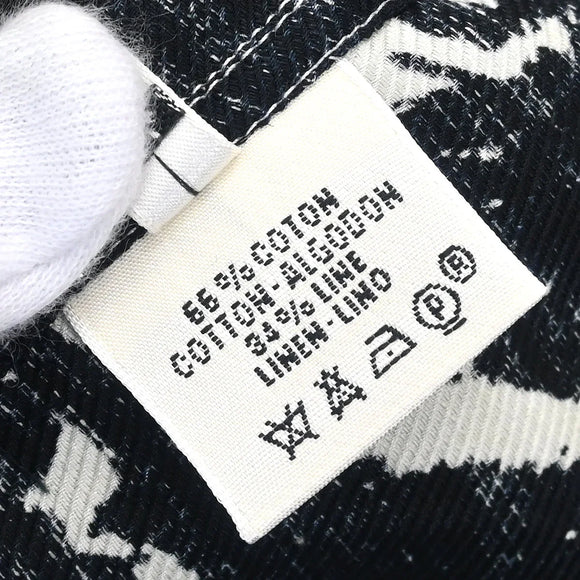 66% COTON
COTTON-ALGODON
34% LINE
LINEN-LINO
P ®